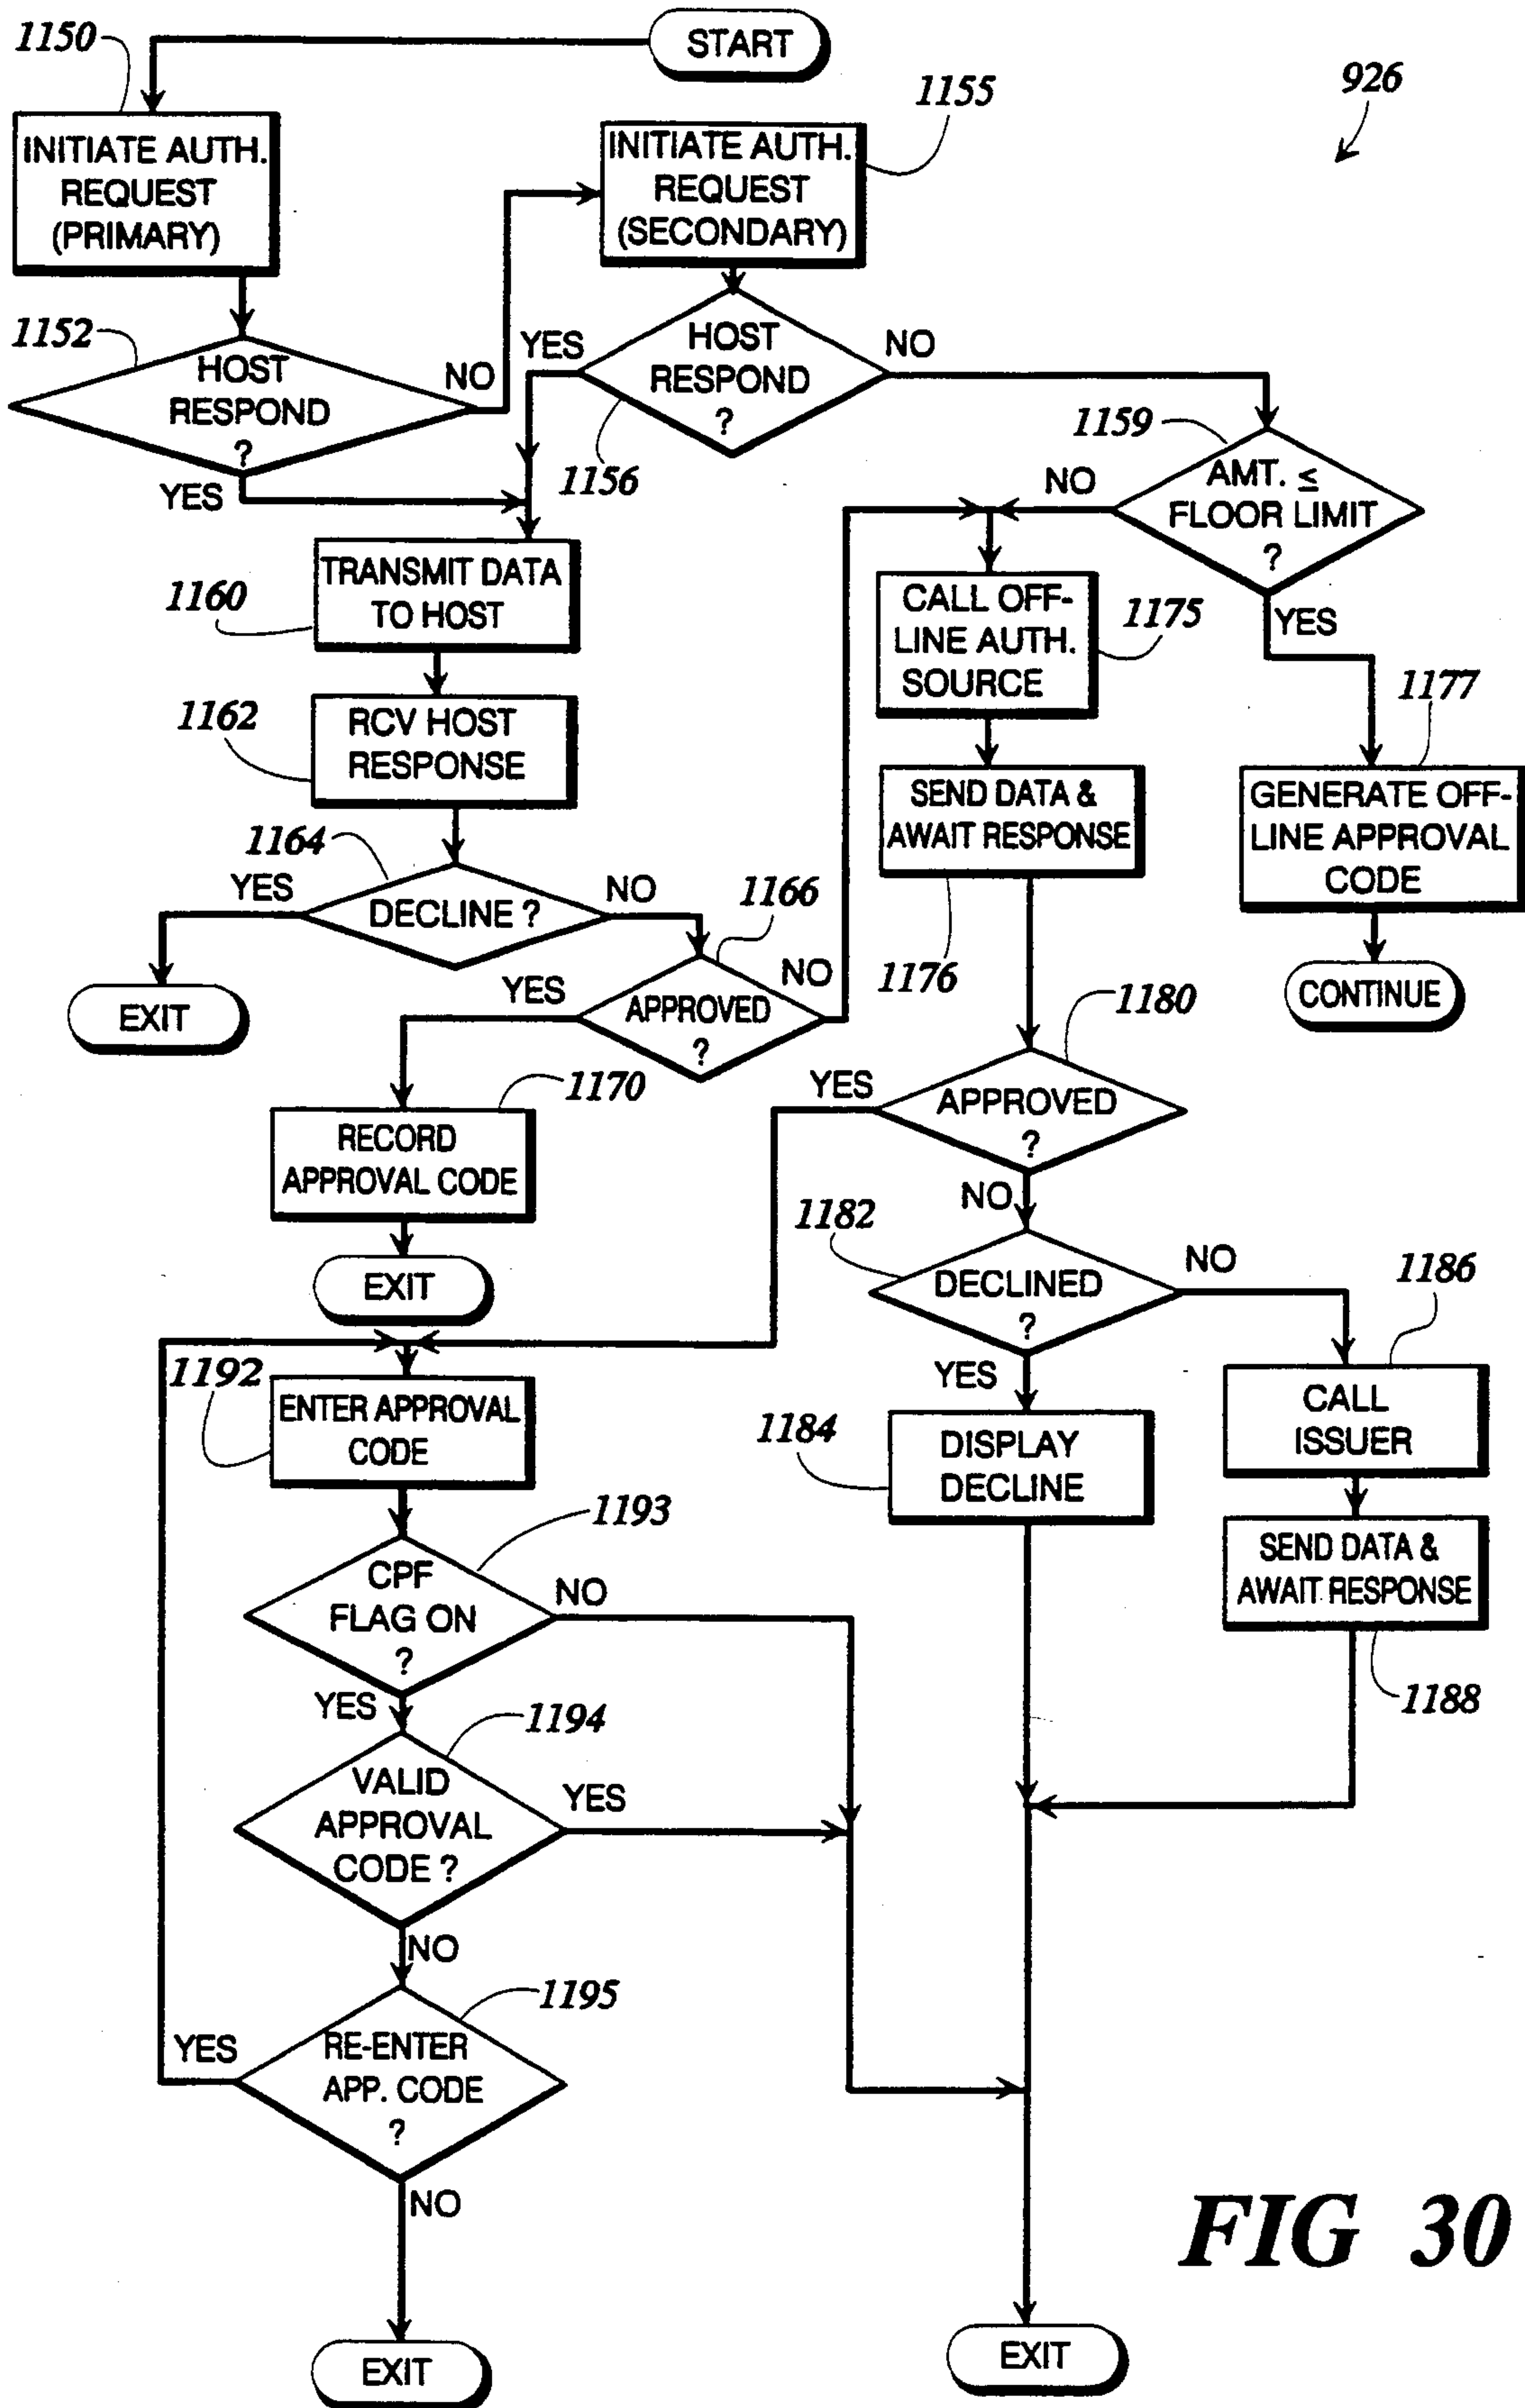 1150
START
926
1155
INITIATE AUTH.
REQUEST
(PRIMARY)
INITIATE AUTH.
REQUEST
(SECONDARY)
1152
HOST
RESPOND
?
NO
YES
YES
HOST
RESPOND
?
NO
1156
1159
AMT. ≤
FLOOR LIMIT
?
NO
YES
TRANSMIT DATA
TO HOST
1160
CALL OFF-
LINE AUTH.
SOURCE
1175
1162
RCV HOST
RESPONSE
1177
SEND DATA &
AWAIT RESPONSE
1176
GENERATE OFF-
LINE APPROVAL
CODE
CONTINUE
1164
YES
DECLINE ?
NO
EXIT
1166
YES
APPROVED
?
NO
1170
RECORD
APPROVAL CODE
EXIT
1180
YES
APPROVED
?
NO
1182
DECLINED
?
NO
YES
1186
CALL
ISSUER
1184
DISPLAY
DECLINE
SEND DATA &
AWAIT RESPONSE
1188
1192
ENTER APPROVAL
CODE
1193
CPF
FLAG ON
?
NO
YES
1194
VALID
APPROVAL
CODE ?
YES
NO
1195
YES
RE-ENTER
APP. CODE
?
NO
EXIT
EXIT
FIG 30